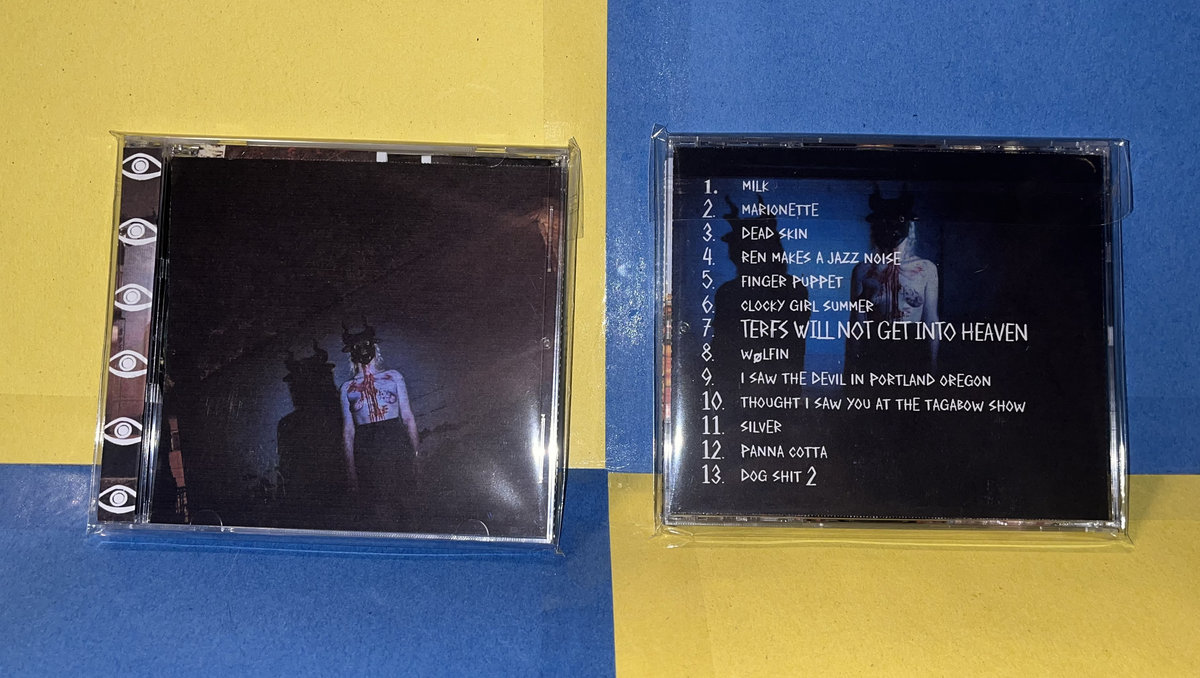 1. MILK
2. MARIONETTE
3. DEAD SKIN
4. REN MAKES A JAZZ NOISE
5. FINGER PUPPET
6. CLOCKY GIRL SUMMER
7. TERFS WILL NOT GET INTO HEAVEN
8. WØLFIN
9. I SAW THE DEVIL IN PORTLAND OREGON
10. THOUGHT I SAW YOU AT THE TAGABOW SHOW
11. SILVER
12. PANNA COTTA
13. DOG SHIT 2